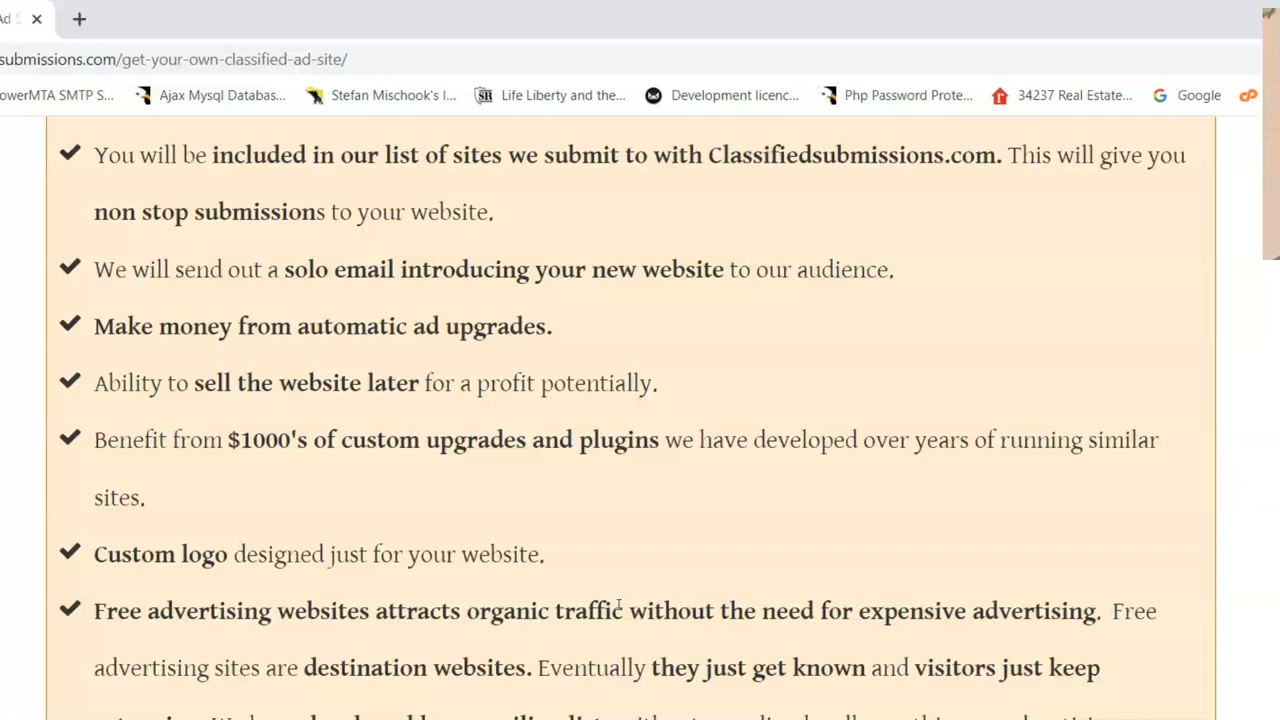 Ad S
submissions.com/get-your-own-classified-ad-site/
owerMTA SMTP S... Ajax Mysql Databas... Stefan Mischook's I... Life Liberty and the... Development licenc... Php Password Prote... 34237 Real Estate... Google
You will be included in our list of sites we submit to with Classifiedsubmissions.com. This will give you
non stop submissions to your website.
We will send out a solo email introducing your new website to our audience.
Make money from automatic ad upgrades.
Ability to sell the website later for a profit potentially.
Benefit from $1000's of custom upgrades and plugins we have developed over years of running similar
sites.
Custom logo designed just for your website.
Free advertising websites attracts organic traffic without the need for expensive advertising. Free
advertising sites are destination websites. Eventually they just get known and visitors just keep